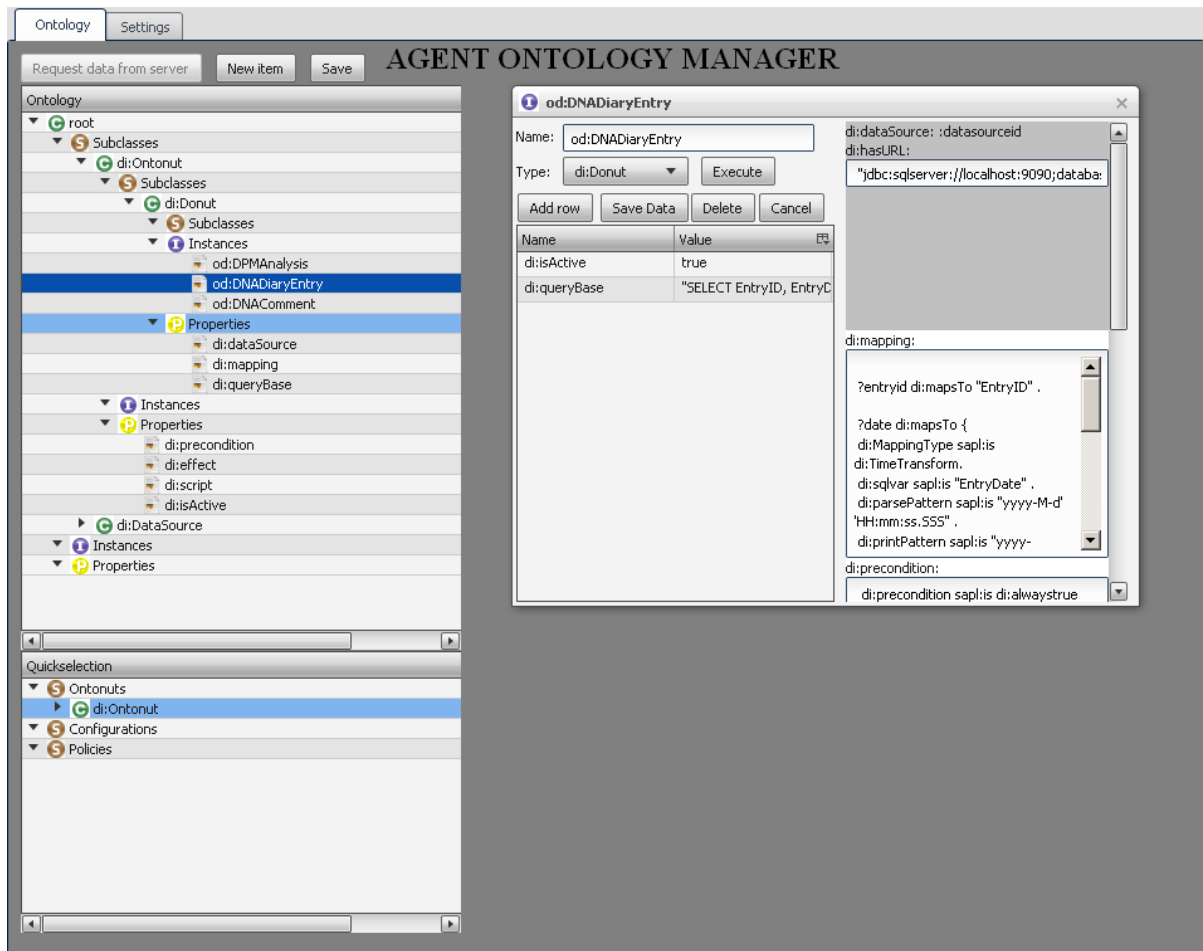 Ontology Settings
AGENT ONTOLOGY MANAGER
Request data from server New item Save
Ontology
root
S Subclasses
C di:Ontonut
S Subclasses
C di:Donut
S Subclasses
I Instances
od:DPMAnalysis
od:DNADiaryEntry
od:DNAComment
P Properties
di:dataSource
di:mapping
di:queryBase
I Instances
P Properties
di:precondition
di:effect
di:script
di:isActive
C di:DataSource
I Instances
P Properties
Quickselection
S Ontonuts
C di:Ontonut
S Configurations
S Policies
I od:DNADiaryEntry
Name: od:DNADiaryEntry
Type: di:Donut Execute
Add row Save Data Delete Cancel
Name Value
di:isActive true
di:queryBase "SELECT EntryID, EntryD
di:dataSource: :datasourceid
di:hasURL:
"jdbc:sqlserver://localhost:9090;databa
di:mapping:
?entryid di:mapsTo "EntryID" .
?date di:mapsTo {
di:MappingType sapl:is
di:TimeTransform.
di:sqlvar sapl:is "EntryDate" .
di:parsePattern sapl:is "yyyy-M-d'
'HH:mm:ss.SSS" .
di:printPattern sapl:is "yyyy-
di:precondition:
di:precondition sapl:is di:alwaystrue